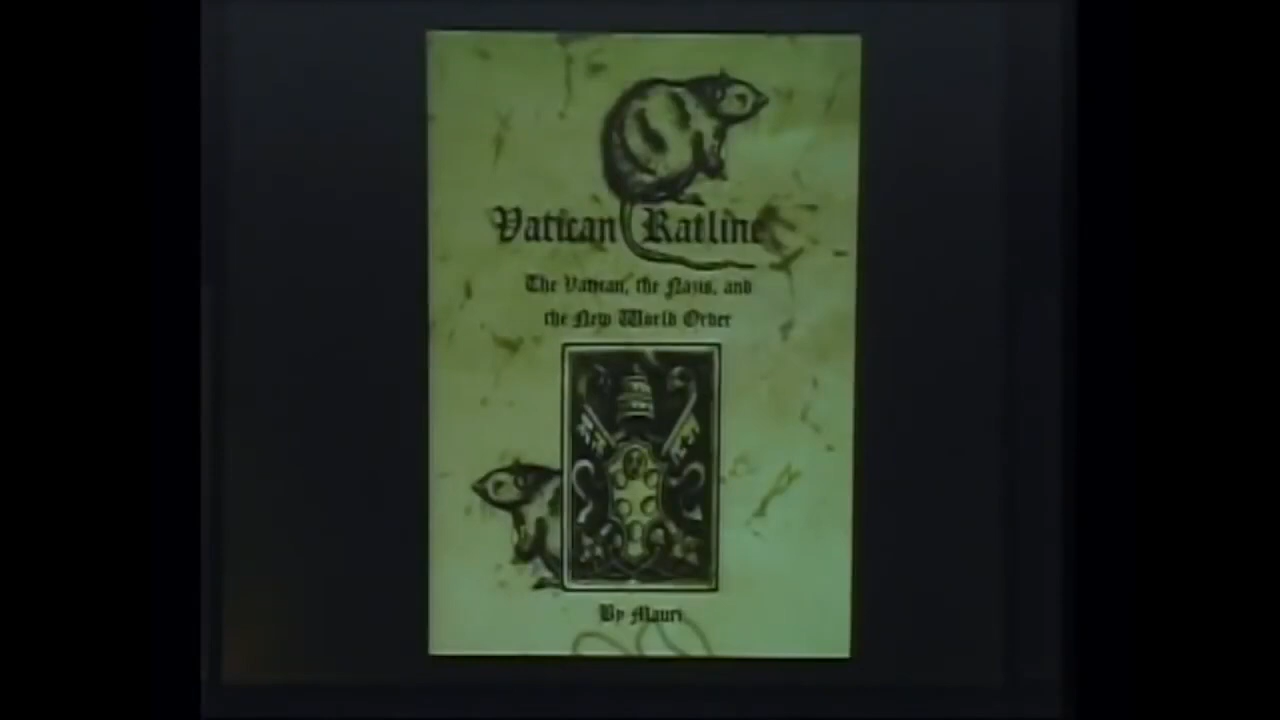 Vatican Ratline
The Vatican, the Nazis, and
the New World Order
By Mauri